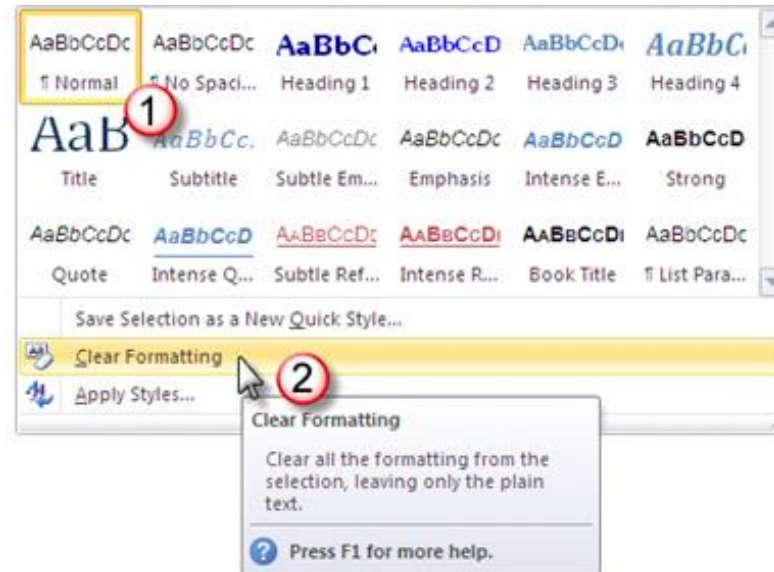 AaBbCcDc AaBbCcDc AaBbC AaBbCcD AaBbCcD AaBbC
¶ Normal ¶ No Spaci... Heading 1 Heading 2 Heading 3 Heading 4
1
AaB AaBbCc. AaBbCcDc AaBbCcDc AaBbCcD AaBbCcD
Title Subtitle Subtle Em... Emphasis Intense E... Strong
AaBbCcDc AaBbCcD AaBbCcDc AaBbCcDc AaBbCcDc AaBbCcDc
Quote Intense Q... Subtle Ref... Intense R... Book Title ¶ List Para...
Save Selection as a New Quick Style...
Clear Formatting
2
Apply Styles...
Clear Formatting
Clear all the formatting from the
selection, leaving only the plain
text.
Press F1 for more help.